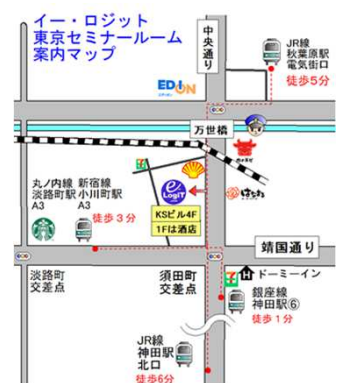 イー・ロジット
東京セミナールーム
案内マップ
中央通り
JR線
秋葉原駅
電気街口
徒歩5分
EDION
万世橋
丸ノ内線
淡路町駅
A3
新宿線
小川町駅
A3
徒歩3分
e-LogiT
KSビル4F
1Fは酒店
靖国通り
淡路町
交差点
須田町
交差点
ドーミーイン
銀座線
神田駅⑥
徒歩1分
JR線
神田駅
北口
徒歩6分